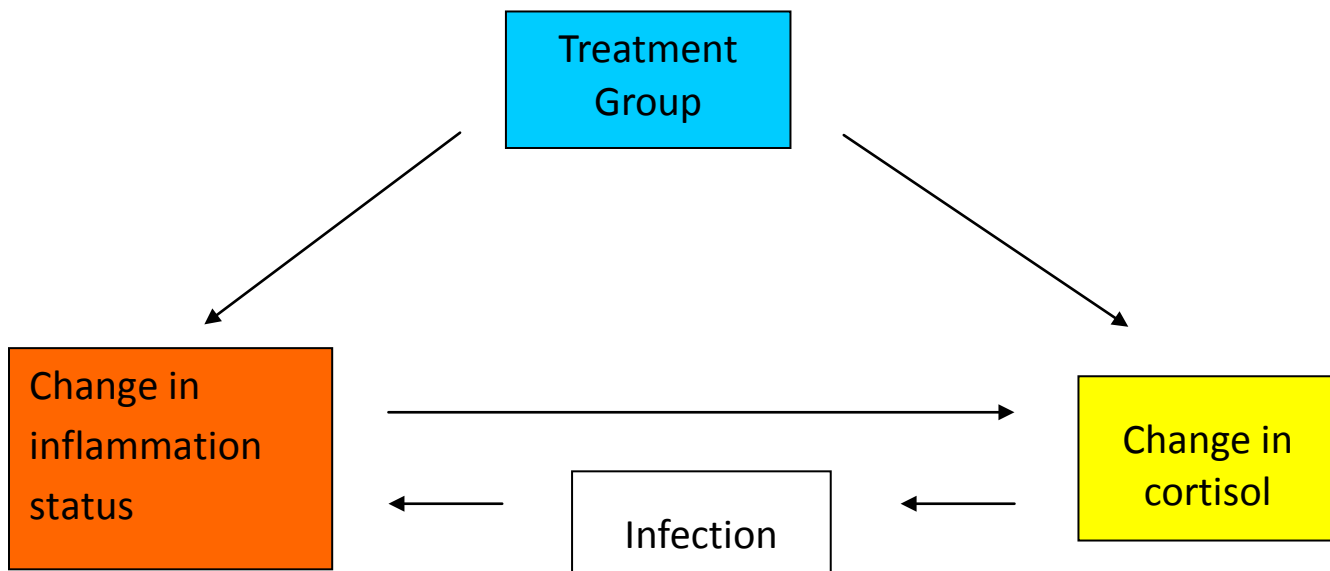 Treatment
Group
Change in
inflammation
status
Change in
cortisol
Infection